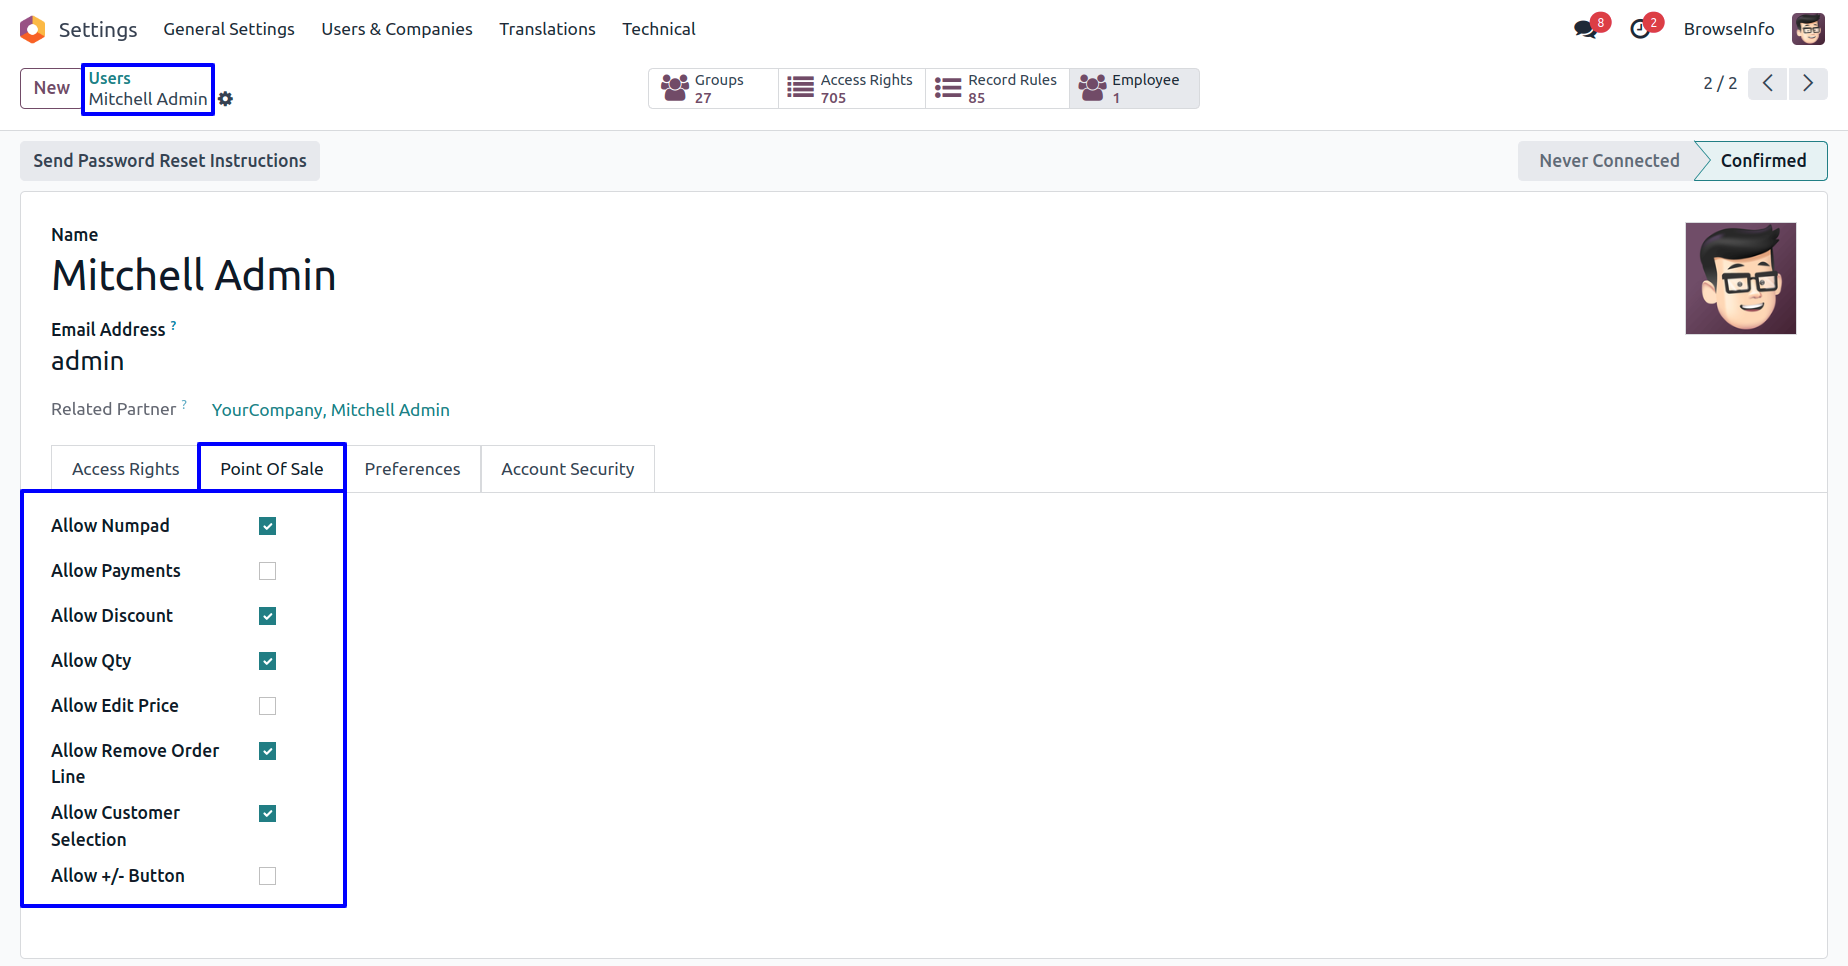 Settings General Settings Users & Companies Translations Technical 8 2 BrowseInfo
New Users
Mitchell Admin
Groups
27
Access Rights
705
Record Rules
85
Employee
1
2 / 2
Send Password Reset Instructions
Never Connected Confirmed
Name
Mitchell Admin
Email Address ?
admin
Related Partner ? YourCompany, Mitchell Admin
Access Rights Point Of Sale Preferences Account Security
Allow Numpad
Allow Payments
Allow Discount
Allow Qty
Allow Edit Price
Allow Remove Order
Line
Allow Customer
Selection
Allow +/- Button